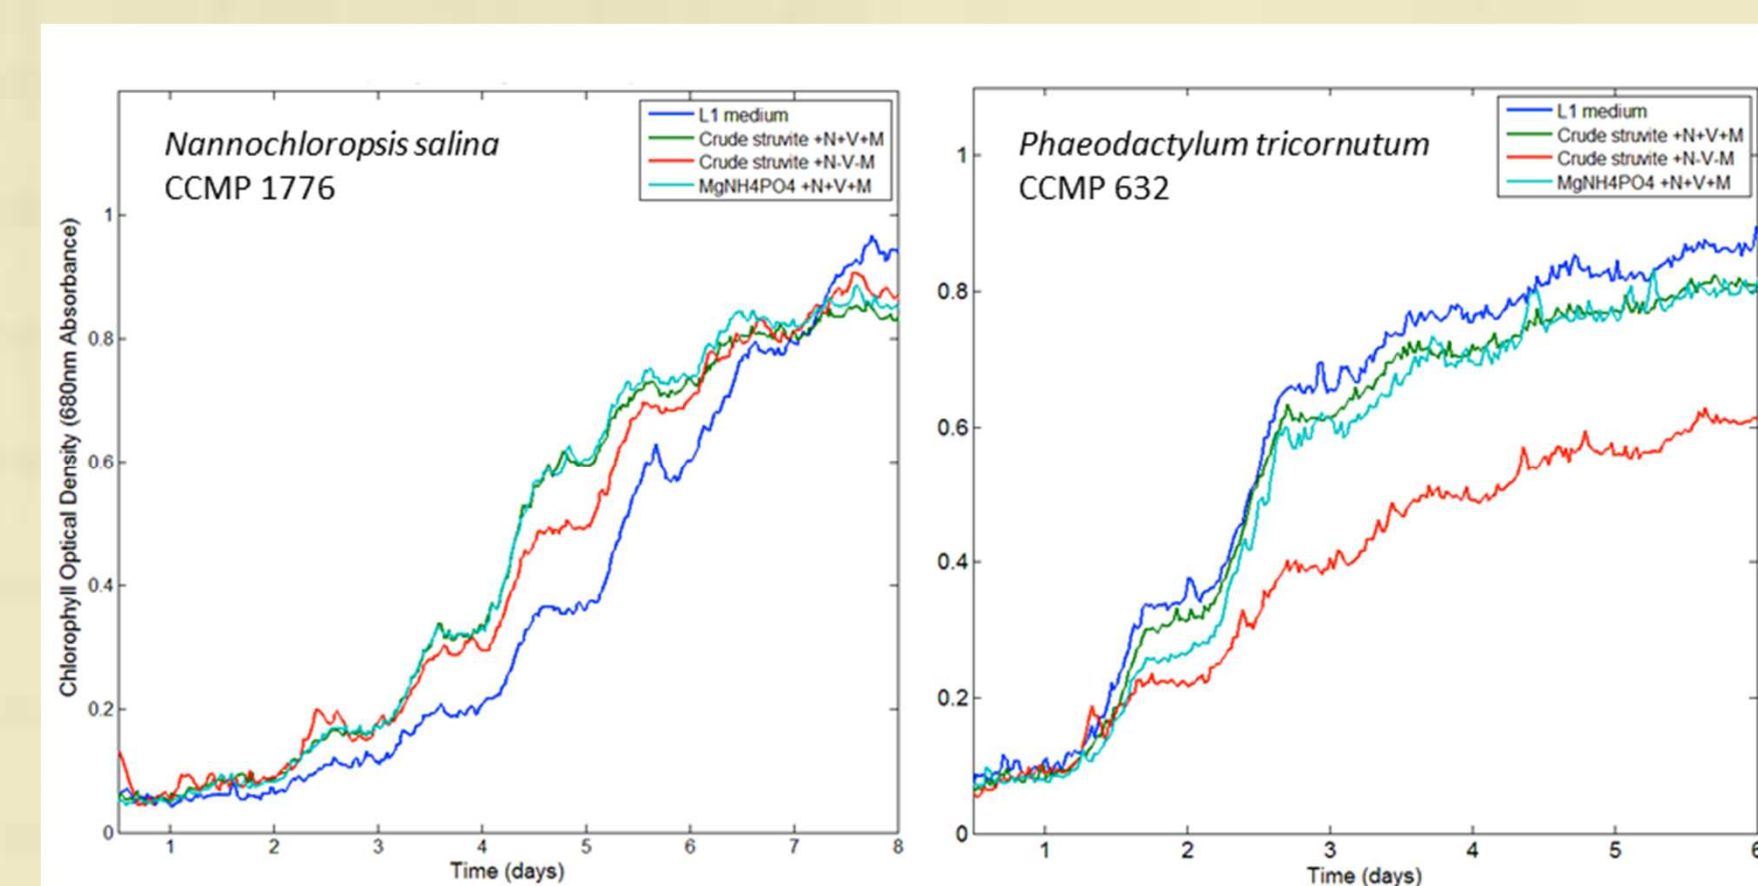 Nannochloropsis salina
CCMP 1776
L1 medium
Crude struvite +N+V+M
Crude struvite +N-V-M
MgNH4PO4 +N+V+M
Chlorophyll Optical Density (680nm Absorbance)
1
0.8
0.6
0.4
0.2
0
1 2 3 4 5 6 7 8
Time (days)
Phaeodactylum tricornutum
CCMP 632
L1 medium
Crude struvite +N+V+M
Crude struvite +N-V-M
MgNH4PO4 +N+V+M
1
0.8
0.6
0.4
0.2
0
1 2 3 4 5 6
Time (days)